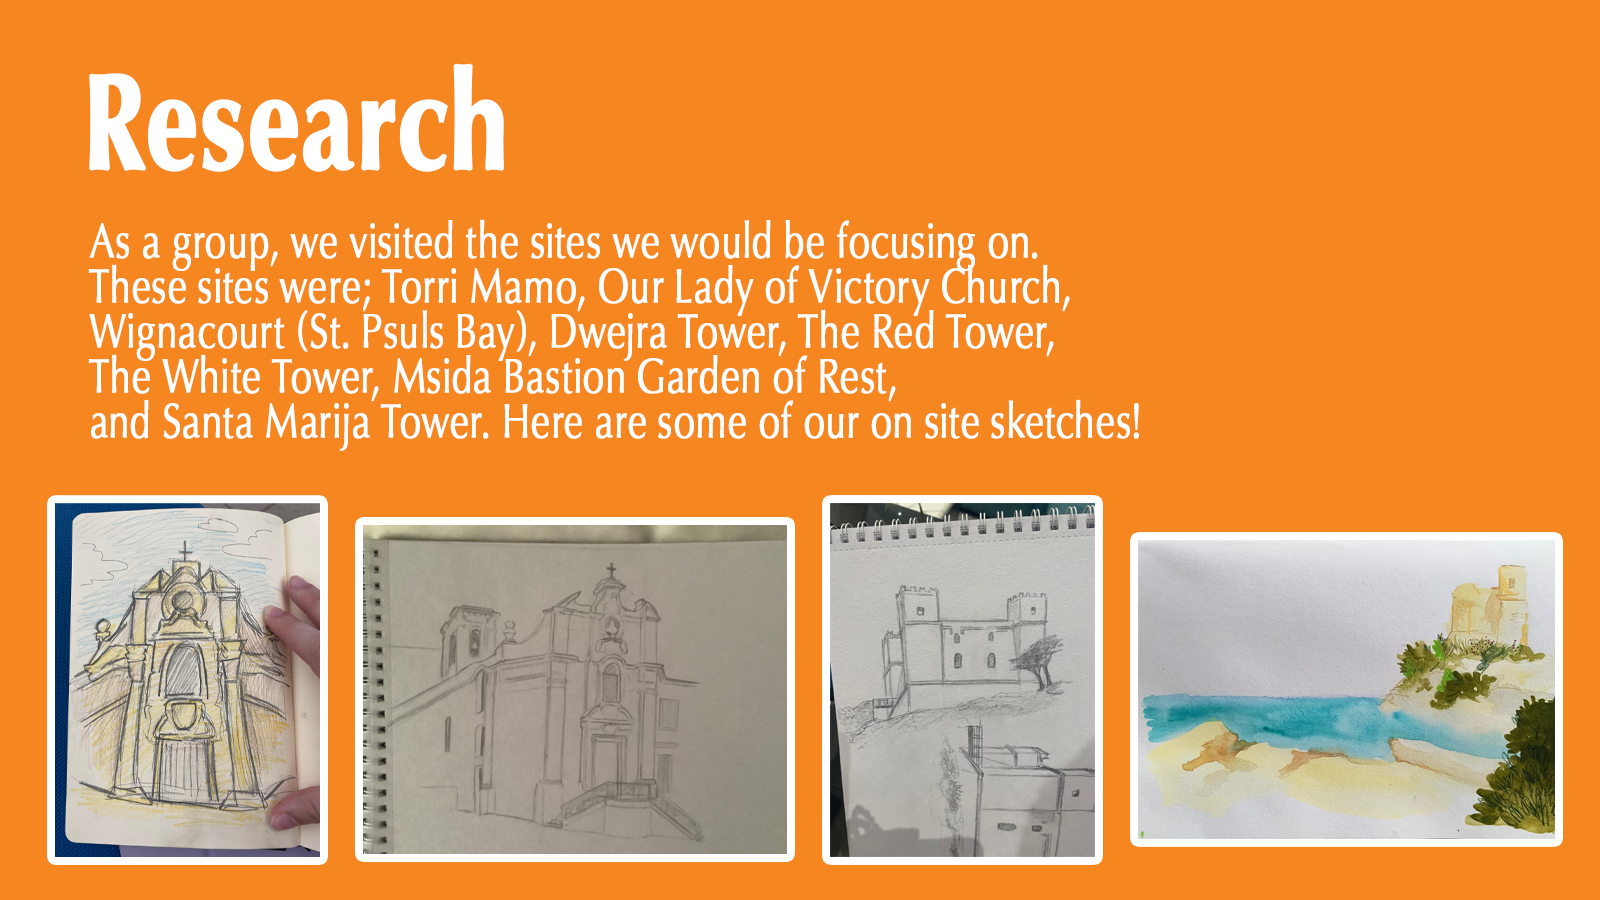 Research
As a group, we visited the sites we would be focusing on.
These sites were; Torri Mamo, Our Lady of Victory Church,
Wignacourt (St. Psuls Bay), Dwejra Tower, The Red Tower,
The White Tower, Msida Bastion Garden of Rest,
and Santa Marija Tower. Here are some of our on site sketches!